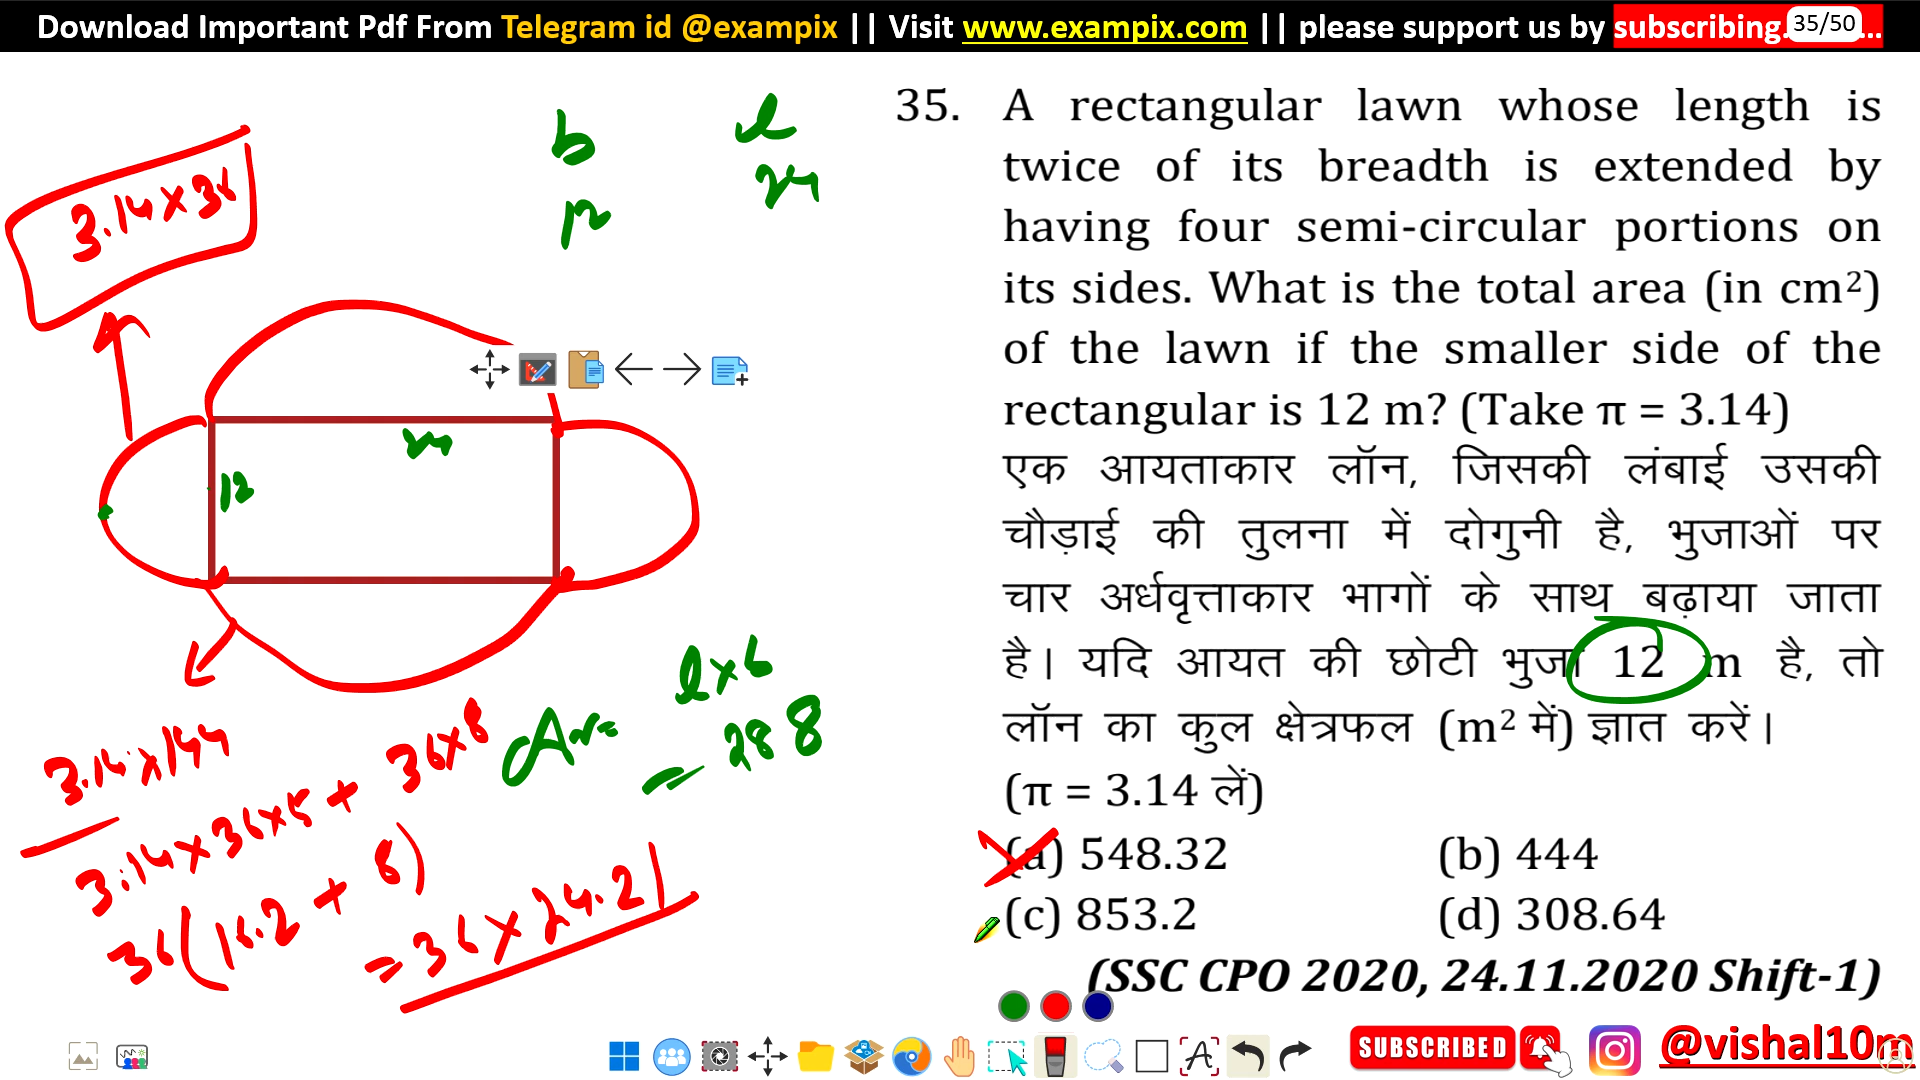 Download Important Pdf From Telegram id @exampix || Visit www.exampix.com || please support us by subscribing. 35/50 ...
35. A rectangular lawn whose length is
twice of its breadth is extended by
having four semi-circular portions on
its sides. What is the total area (in cm²)
of the lawn if the smaller side of the
rectangular is 12 m? (Take π = 3.14)
एक आयताकार लॉन, जिसकी लंबाई उसकी
चौड़ाई की तुलना में दोगुनी है, भुजाओं पर
चार अर्धवृत्ताकार भागों के साथ बढ़ाया जाता
है। यदि आयत की छोटी भुजा 12 m है, तो
लॉन का कुल क्षेत्रफल (m² में) ज्ञात करें।
(π = 3.14 लें)
(a) 548.32 (b) 444
(c) 853.2 (d) 308.64
(SSC CPO 2020, 24.11.2020 Shift-1)
b l
12 24
3.14×36
24
12
l×b
= 288
3.14×144
3.14×36×5 + 36×8
36(16.2 + 8)
= 36 × 24.2
SUBSCRIBED @vishal10m